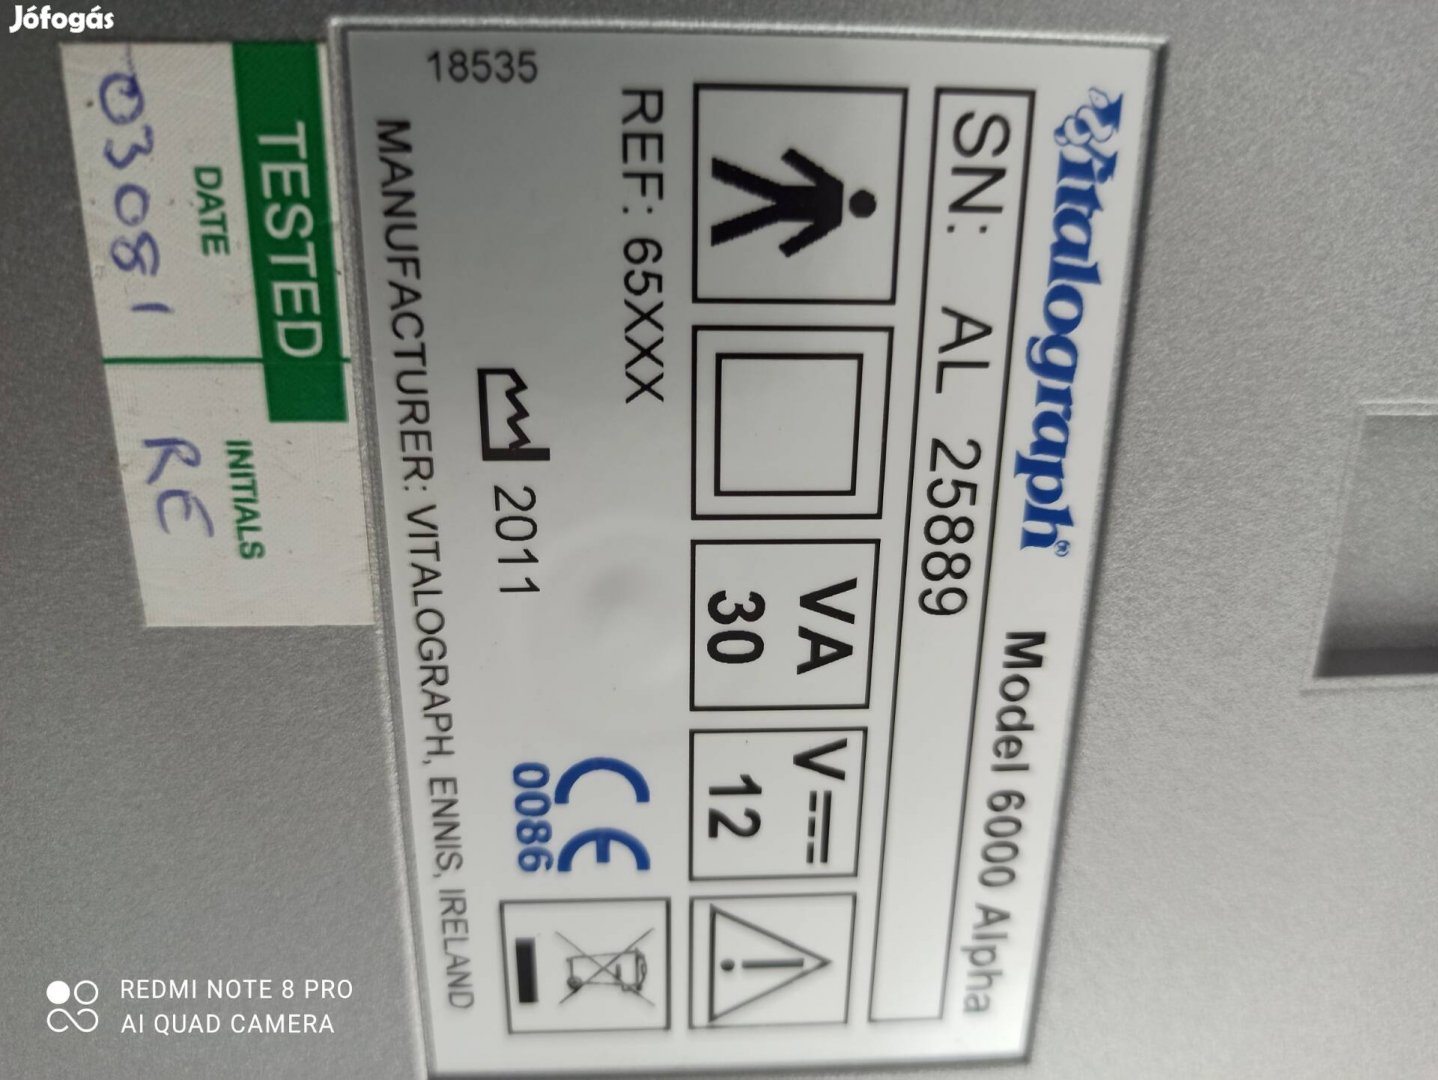 Jófogás
Vitalograph® Model 6000 Alpha
SN: AL 25889
VA
30
V
12
REF: 65XXX
2011
0086
18535
MANUFACTURER: VITALOGRAPH, ENNIS, IRELAND
TESTED
DATE INITIALS
03081 RE
REDMI NOTE 8 PRO
AI QUAD CAMERA